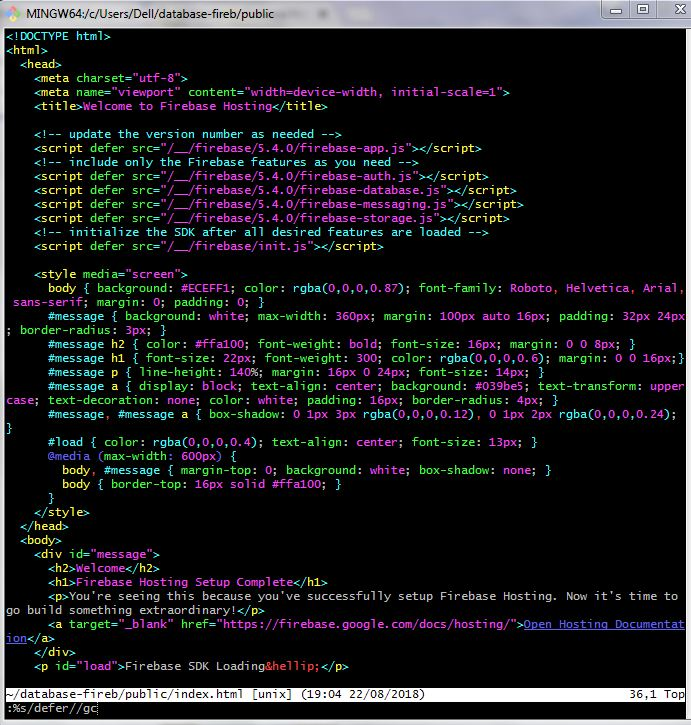 MINGW64:/c/Users/Dell/database-fireb/public
<!DOCTYPE html>
<html>
  <head>
    <meta charset="utf-8">
    <meta name="viewport" content="width=device-width, initial-scale=1">
    <title>Welcome to Firebase Hosting</title>

    <!-- update the version number as needed -->
    <script defer src="/__/firebase/5.4.0/firebase-app.js"></script>
    <!-- include only the Firebase features as you need -->
    <script defer src="/__/firebase/5.4.0/firebase-auth.js"></script>
    <script defer src="/__/firebase/5.4.0/firebase-database.js"></script>
    <script defer src="/__/firebase/5.4.0/firebase-messaging.js"></script>
    <script defer src="/__/firebase/5.4.0/firebase-storage.js"></script>
    <!-- initialize the SDK after all desired features are loaded -->
    <script defer src="/__/firebase/init.js"></script>

    <style media="screen">
      body { background: #ECEFF1; color: rgba(0,0,0,0.87); font-family: Roboto, Helvetica, Arial,
 sans-serif; margin: 0; padding: 0; }
      #message { background: white; max-width: 360px; margin: 100px auto 16px; padding: 32px 24px
; border-radius: 3px; }
      #message h2 { color: #ffa100; font-weight: bold; font-size: 16px; margin: 0 0 8px; }
      #message h1 { font-size: 22px; font-weight: 300; color: rgba(0,0,0,0.6); margin: 0 0 16px;}
      #message p { line-height: 140%; margin: 16px 0 24px; font-size: 14px; }
      #message a { display: block; text-align: center; background: #039be5; text-transform: upper
case; text-decoration: none; color: white; padding: 16px; border-radius: 4px; }
      #message, #message a { box-shadow: 0 1px 3px rgba(0,0,0,0.12), 0 1px 2px rgba(0,0,0,0.24);
}
      #load { color: rgba(0,0,0,0.4); text-align: center; font-size: 13px; }
      @media (max-width: 600px) {
        body, #message { margin-top: 0; background: white; box-shadow: none; }
        body { border-top: 16px solid #ffa100; }
      }
    </style>
  </head>
  <body>
    <div id="message">
      <h2>Welcome</h2>
      <h1>Firebase Hosting Setup Complete</h1>
      <p>You're seeing this because you've successfully setup Firebase Hosting. Now it's time to
go build something extraordinary!</p>
      <a target="_blank" href="https://firebase.google.com/docs/hosting/">Open Hosting Documentat
ion</a>
    </div>
    <p id="load">Firebase SDK Loading&hellip;</p>

~/database-fireb/public/index.html [unix] (19:04 22/08/2018) 36,1 Top
:%s/defer//gc